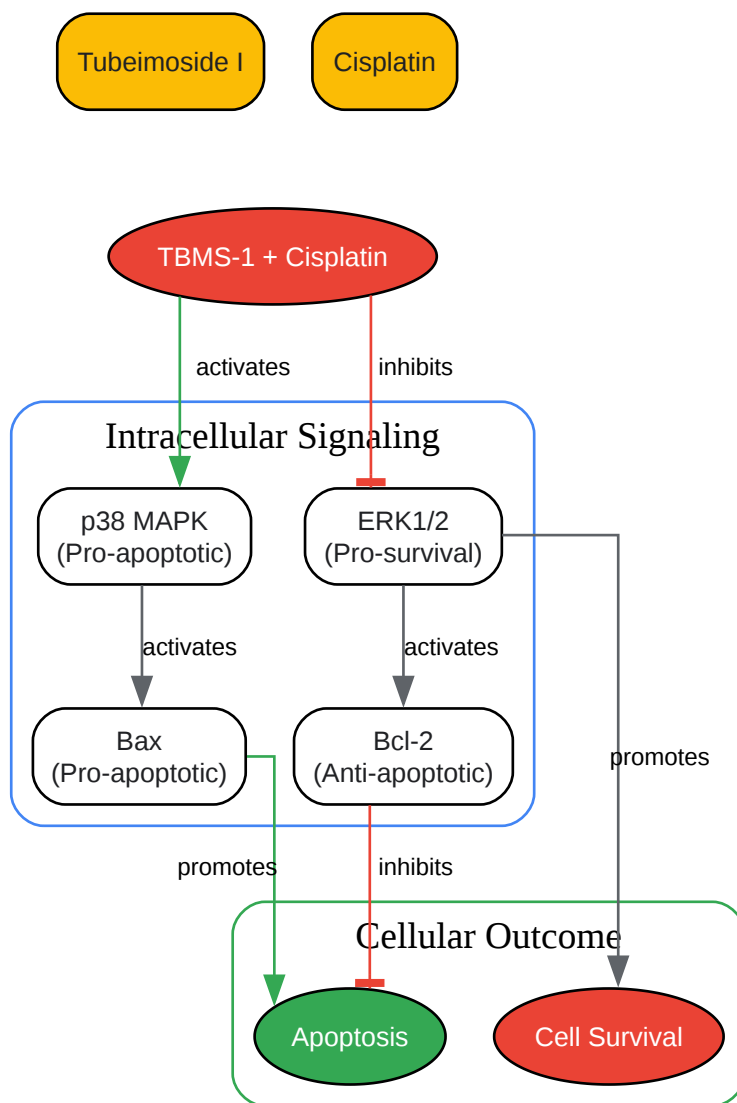 Tubeimoside I
Cisplatin
TBMS-1 + Cisplatin
activates
inhibits
Intracellular Signaling
p38 MAPK
(Pro-apoptotic)
ERK1/2
(Pro-survival)
activates
activates
Bax
(Pro-apoptotic)
Bcl-2
(Anti-apoptotic)
promotes
promotes
inhibits
Cellular Outcome
Apoptosis
Cell Survival